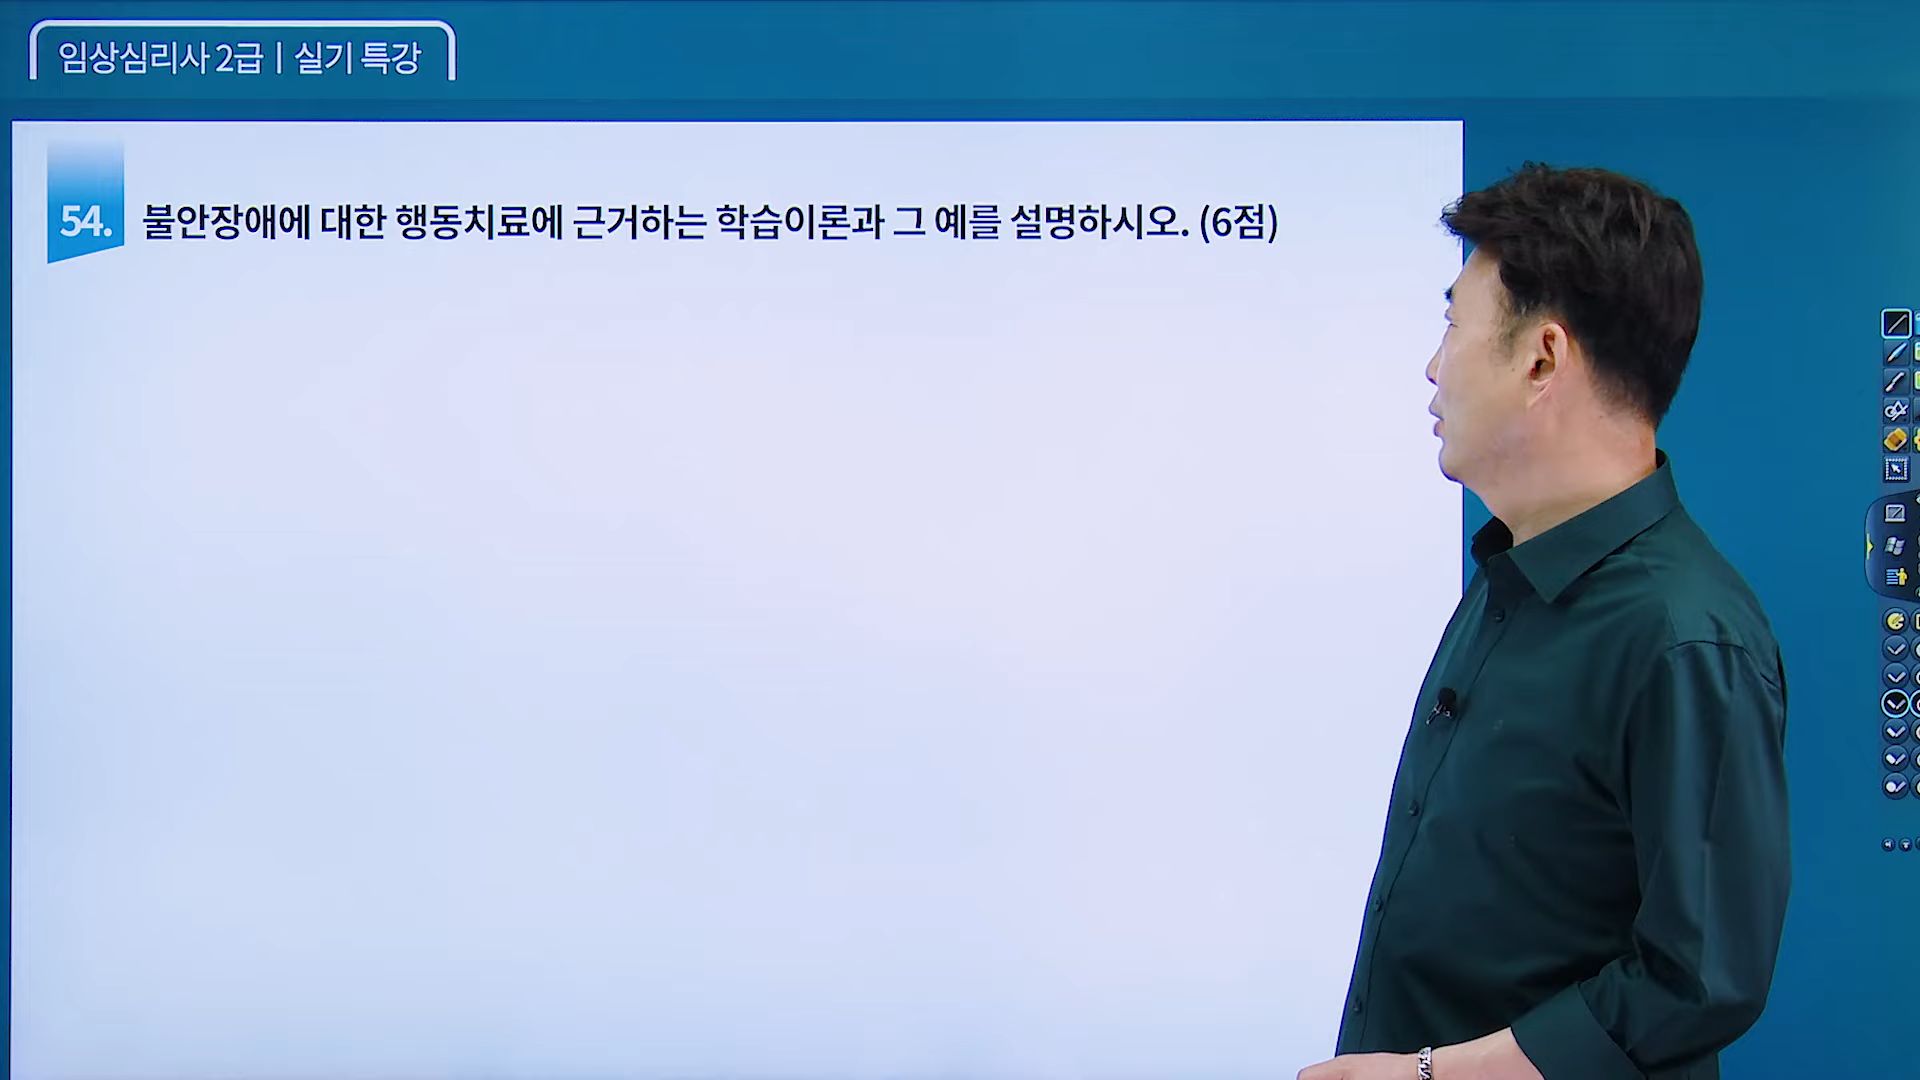 임상심리사 2급 | 실기 특강
54. 불안장애에 대한 행동치료에 근거하는 학습이론과 그 예를 설명하시오. (6점)